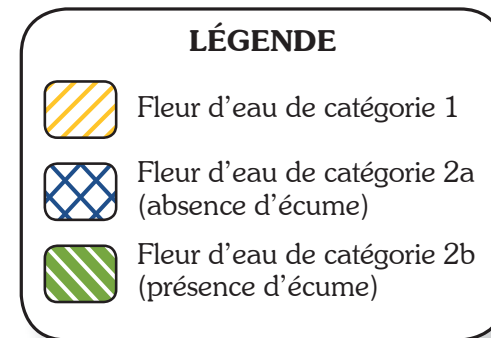 LÉGENDE
Fleur d’eau de catégorie 1
Fleur d’eau de catégorie 2a
(absence d’écume)
Fleur d’eau de catégorie 2b
(présence d’écume)